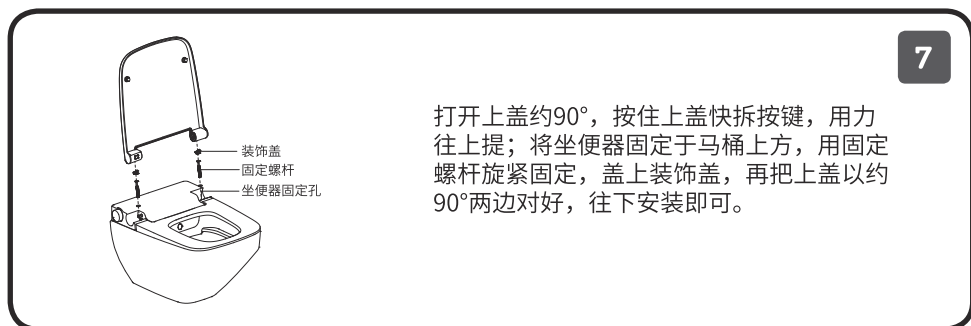 7
装饰盖
固定螺杆
坐便器固定孔
打开上盖约90°，按住上盖快拆按键，用力
往上提；将坐便器固定于马桶上方，用固定
螺杆旋紧固定，盖上装饰盖，再把上盖以约
90°两边对好，往下安装即可。